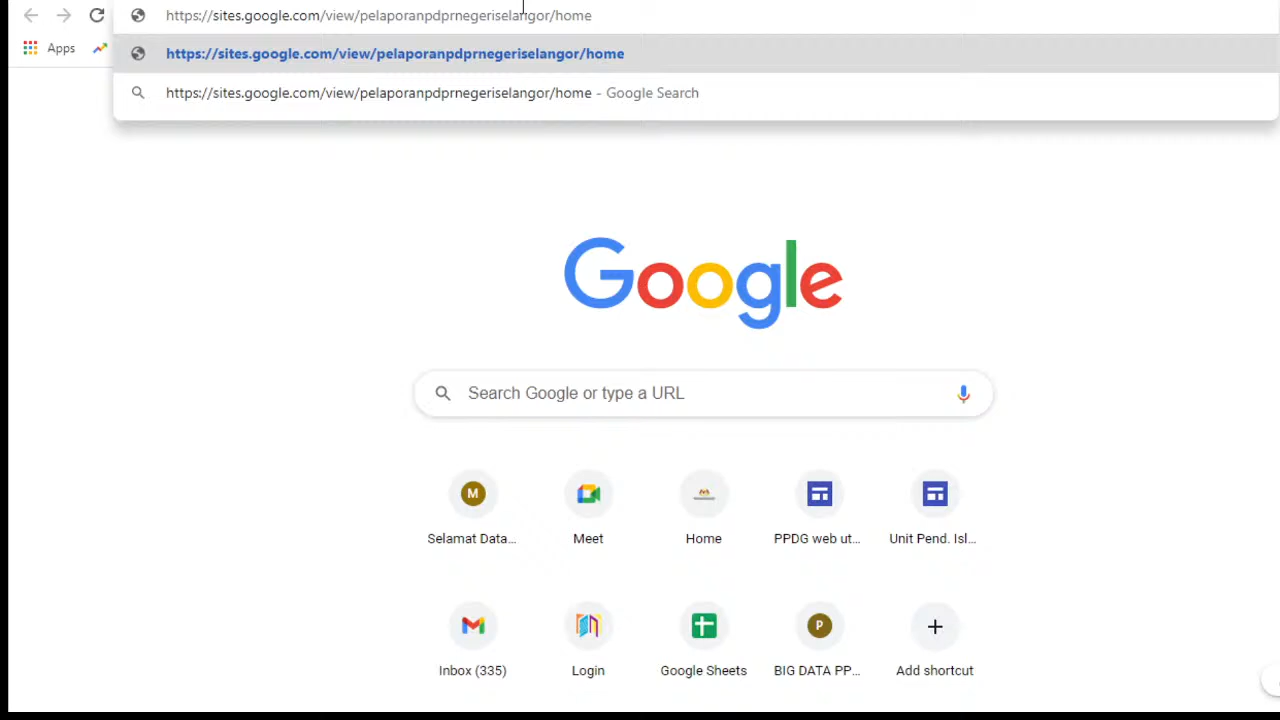 https://sites.google.com/view/pelaporanpdprnegeriselangor/home
Apps
https://sites.google.com/view/pelaporanpdprnegeriselangor/home
https://sites.google.com/view/pelaporanpdprnegeriselangor/home - Google Search
Google
Search Google or type a URL
M
Selamat Data...
Meet
Home
PPDG web ut...
Unit Pend. Isl...
Inbox (335)
Login
Google Sheets
P
BIG DATA PP...
Add shortcut